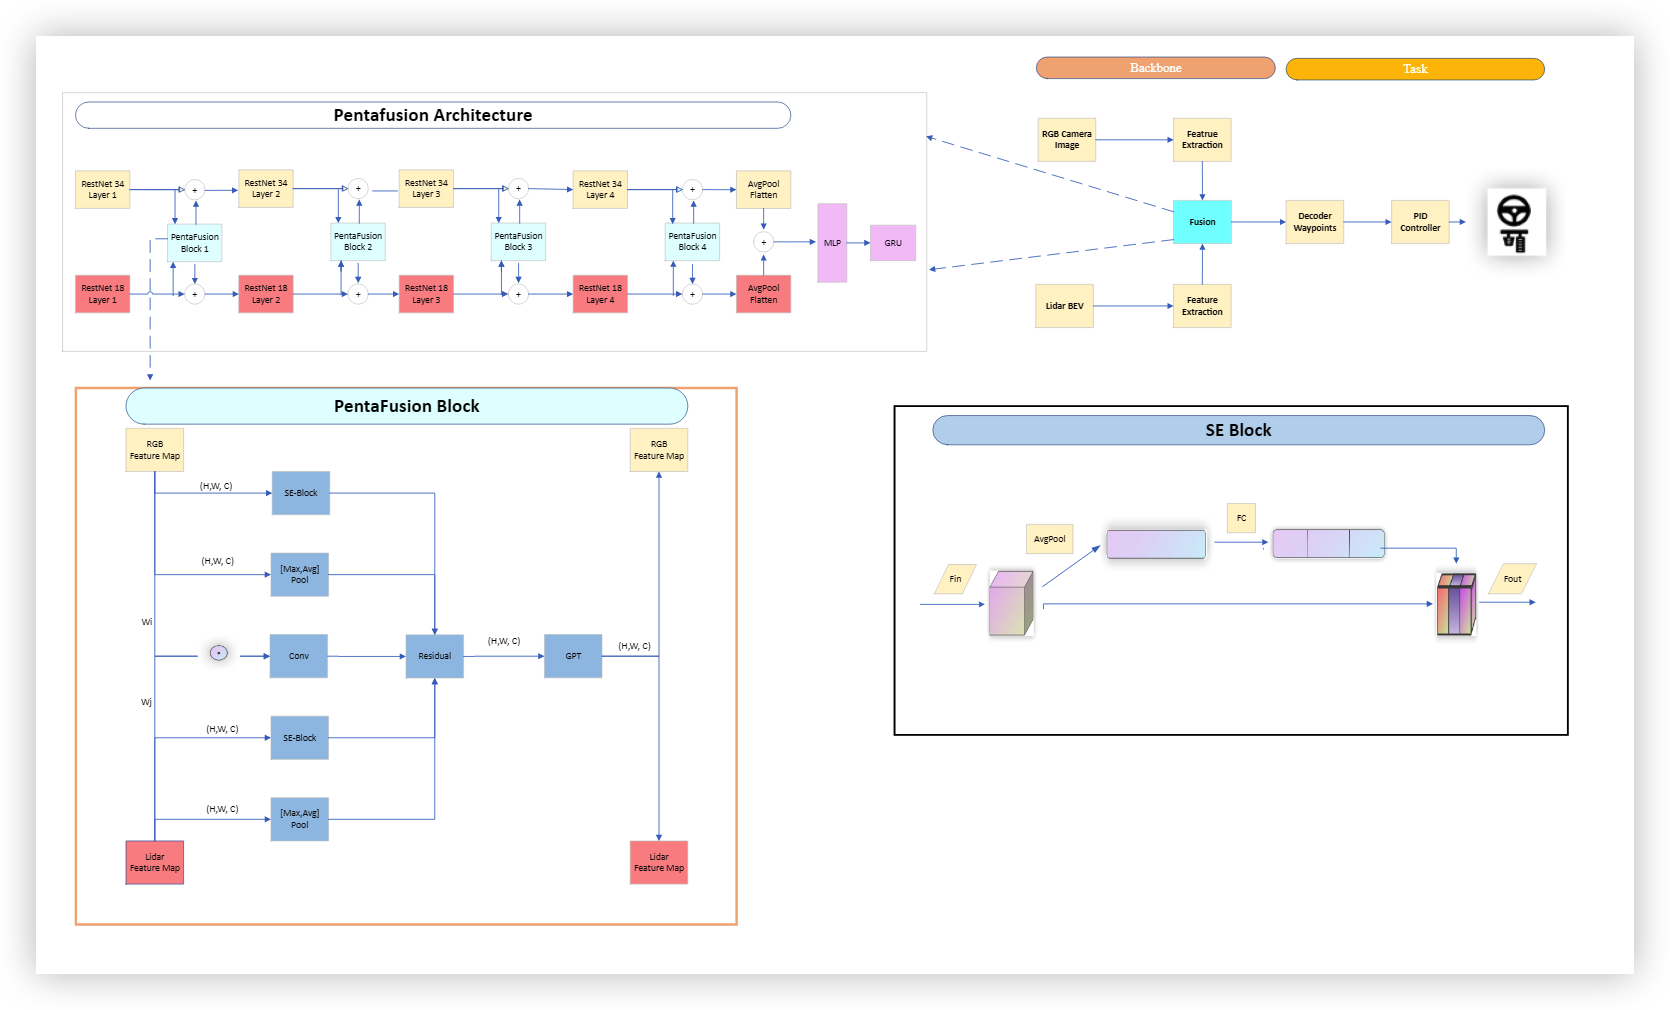 Backbone
Task
Pentafusion Architecture
RGB Camera
Image
Featrue
Extraction
RestNet 34
Layer 1
+
RestNet 34
Layer 2
+
RestNet 34
Layer 3
+
RestNet 34
Layer 4
+
AvgPool
Flatten
PentaFusion
Block 1
PentaFusion
Block 2
PentaFusion
Block 3
PentaFusion
Block 4
+
MLP
GRU
Fusion
Decoder
Waypoints
PID
Controller
RestNet 18
Layer 1
+
RestNet 18
Layer 2
+
RestNet 18
Layer 3
+
RestNet 18
Layer 4
+
AvgPool
Flatten
Lidar BEV
Feature
Extraction
PentaFusion Block
RGB
Feature Map
RGB
Feature Map
(H,W, C)
SE-Block
(H,W, C)
[Max,Avg]
Pool
Wi
Conv
Residual
(H,W, C)
GPT
(H,W, C)
Wj
(H,W, C)
SE-Block
(H,W, C)
[Max,Avg]
Pool
Lidar
Feature Map
Lidar
Feature Map
SE Block
FC
AvgPool
Fin
Fout